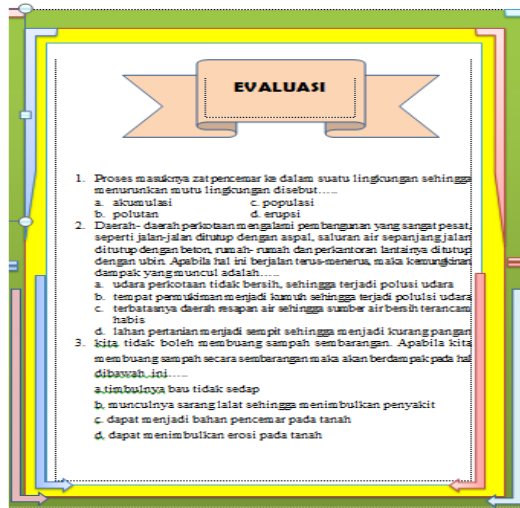 EVALUASI
1. Proses masuknya zat pencemar ke dalam suatu lingkungan sehingga
menurunkan mutu lingkungan disebut.....
a. akumulasi c. populasi
b. polutan d. erupsi
2. Daerah- daerah perkotaan mengalami pembangunan yang sangat pesat,
seperti jalan-jalan ditutup dengan aspal, saluran air sepanjang jalan
ditutup dengan beton, rumah- rumah dan perkantoran lantainya ditutup
dengan ubin. Apabila hal ini berjalan terus-menerus, maka kemungkinan
dampak yang muncul adalah.....
a. udara perkotaan tidak bersih, sehingga terjadi polusi udara
b. tempat permukiman menjadi kumuh sehingga terjadi polulsi udara
c. terbatasnya daerah resapan air sehingga sumber air bersih terancam
habis
d. lahan pertanian menjadi sempit sehingga menjadi kurang pangan
3. kita tidak boleh membuang sampah sembarangan. Apabila kita
membuang sampah secara sembarangan maka akan berdampak pada hal
dibawah ini.....
a.timbulnya bau tidak sedap
b. munculnya sarang lalat sehingga menimbulkan penyakit
c. dapat menjadi bahan pencemar pada tanah
d. dapat menimbulkan erosi pada tanah